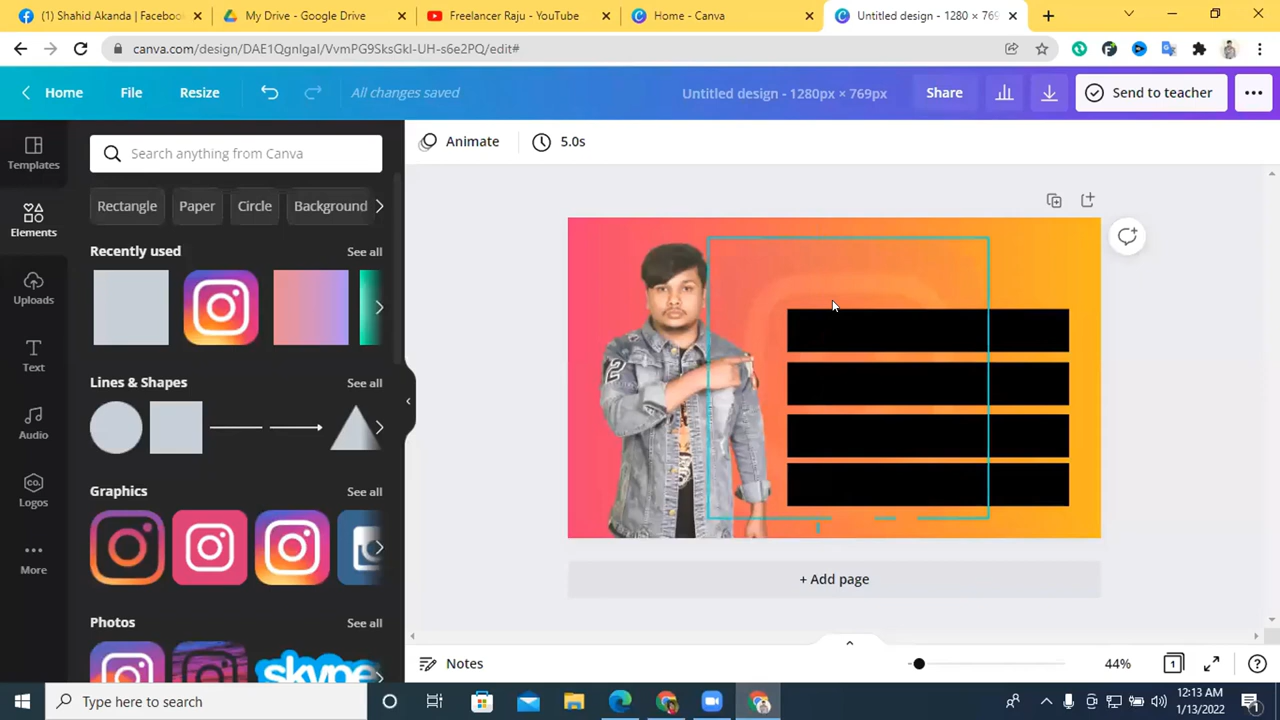 Shahid Akanda | Facebook
My Drive - Google Drive
Freelancer Raju - YouTube
Home - Canva
Untitled design - 1280 × 769
canva.com/design/DAE1QgnlgaI/VvmPG9SksGkI-UH-s6e2PQ/edit#
Home
File
Resize
All changes saved
Untitled design - 1280px × 769px
Share
Send to teacher
Templates
Elements
Uploads
Text
Audio
Logos
More
Search anything from Canva
Rectangle
Paper
Circle
Background
Recently used
See all
Lines & Shapes
See all
Graphics
See all
Photos
See all
skype
Animate
5.0s
2
+ Add page
Notes
44%
1
Type here to search
12:13 AM
1/13/2022
1